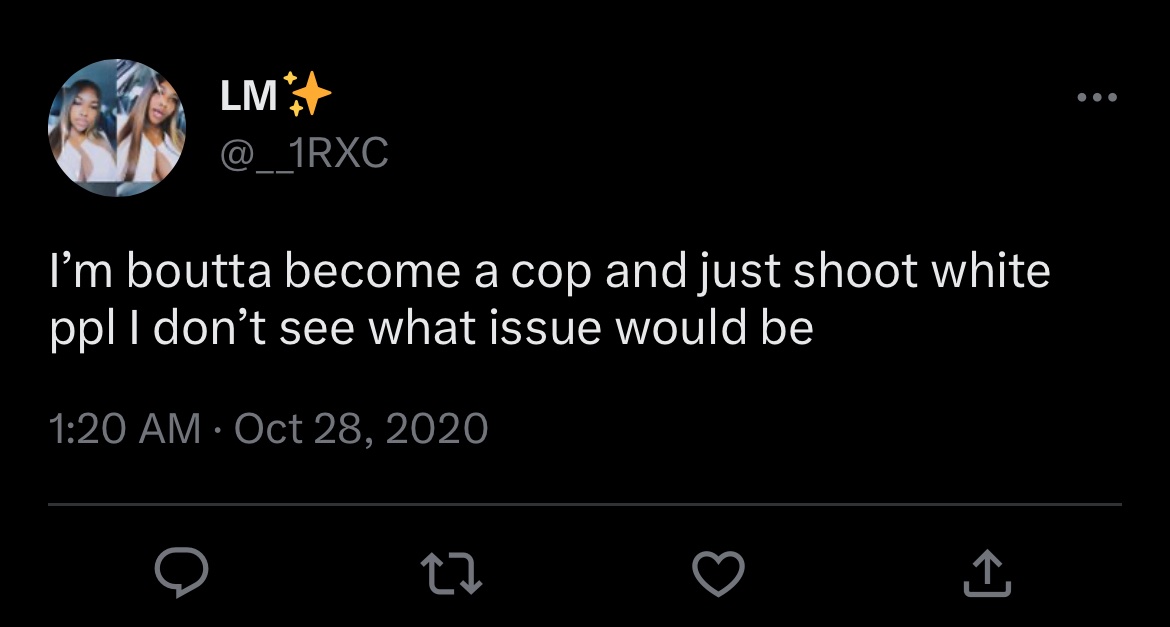 LM✨
@__1RXC
I’m boutta become a cop and just shoot white
ppl I don’t see what issue would be
1:20 AM · Oct 28, 2020